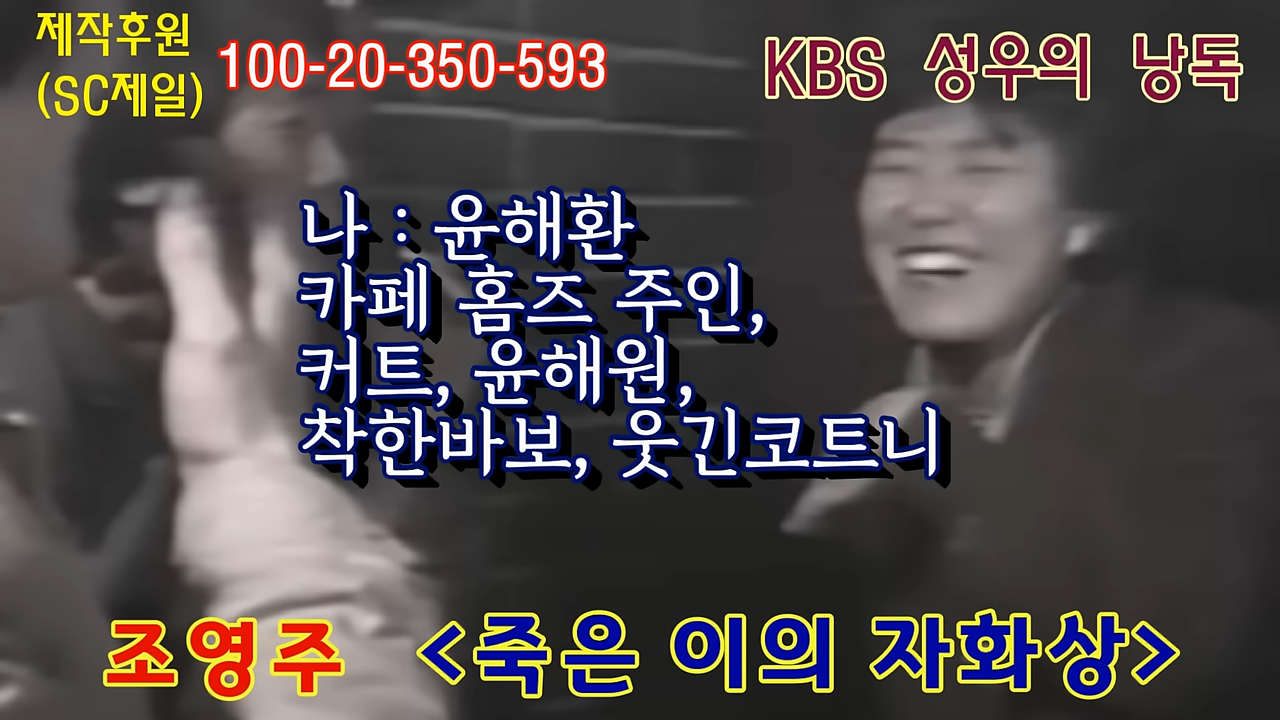 제작후원
(SC제일)
100-20-350-593
KBS 성우의 낭독
나 : 윤해환
카페 홈즈 주인,
커트, 윤해원,
착한바보, 웃긴코트니
조영주 <죽은 이의 자화상>